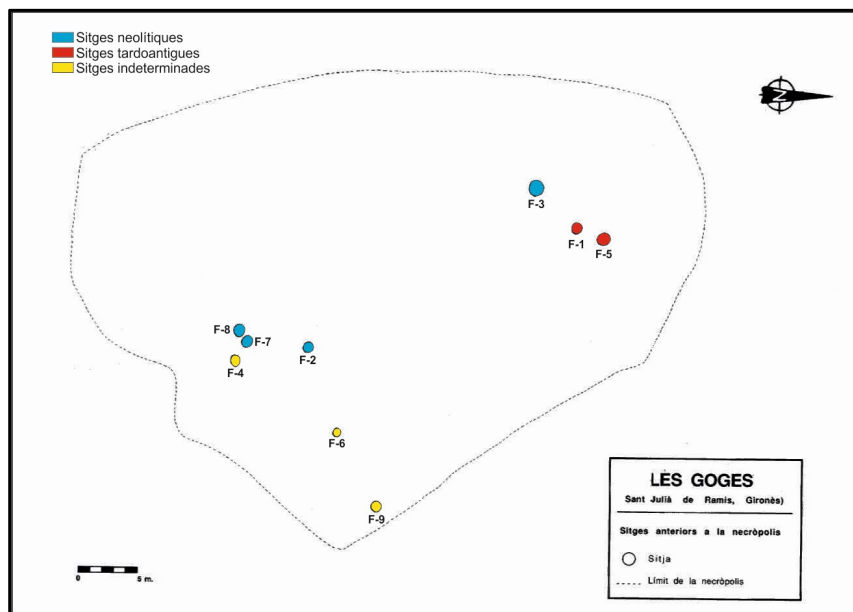 Sitges neolítiques
Sitges tardoantigues
Sitges indeterminades
Z
F-3
F-1
F-5
F-8
F-7
F-2
F-4
F-6
F-9
LES GOGES
Sant Julià de Ramis, Gironès)
Sitges anteriors a la necròpolis
Sitja
Límit de la necròpolis
0 5 m.